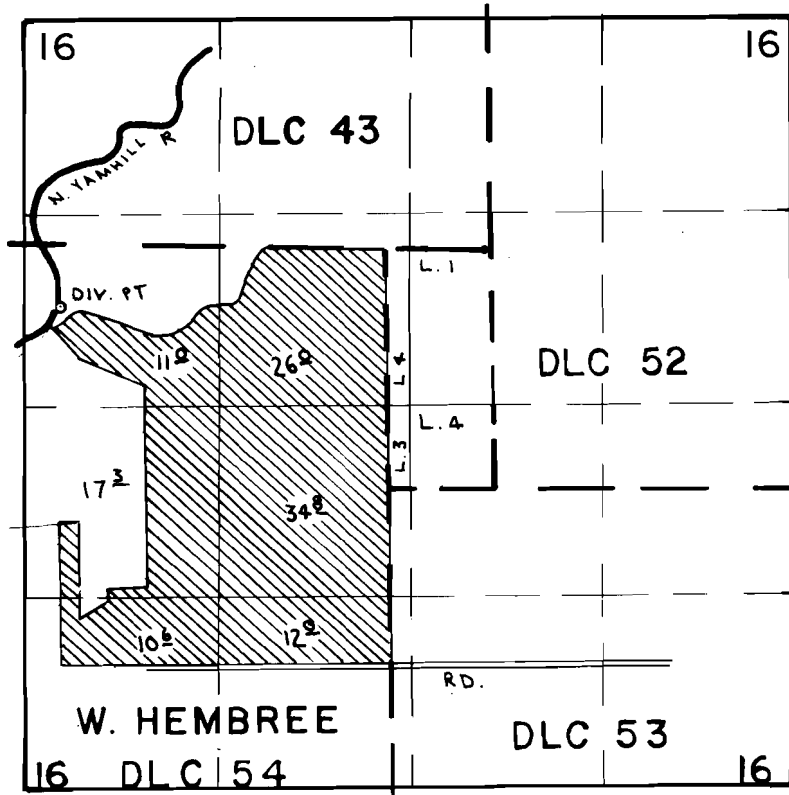 16
16
DLC 43
N. YAMHILL R
L. 1
DIV. PT
11.0
26.0
L 4
DLC 52
L. 4
L. 3
17.3
34.8
10.6
12.0
RD.
W. HEMBREE
DLC 53
16
DLC 54
16